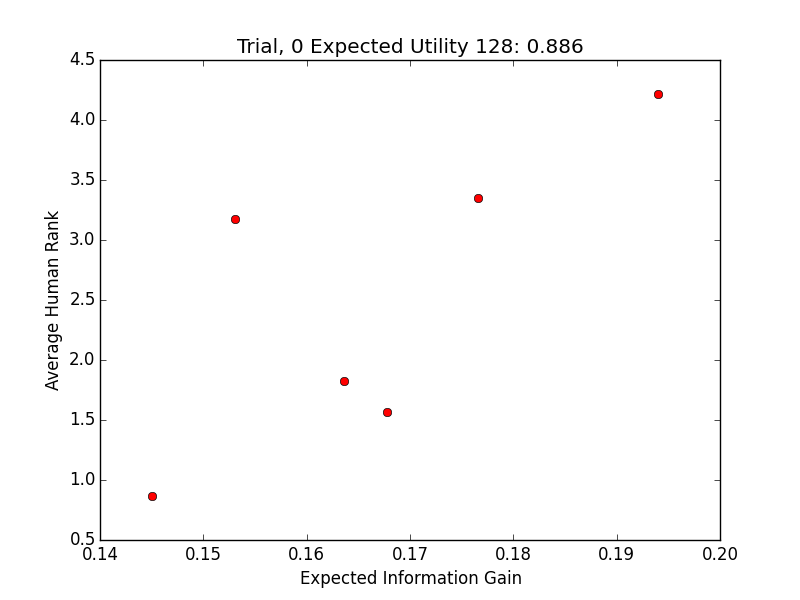 Trial, 0 Expected Utility 128: 0.886
4.5
4.0
3.5
3.0
2.5
2.0
1.5
1.0
0.5
Average Human Rank
0.14 0.15 0.16 0.17 0.18 0.19 0.20
Expected Information Gain